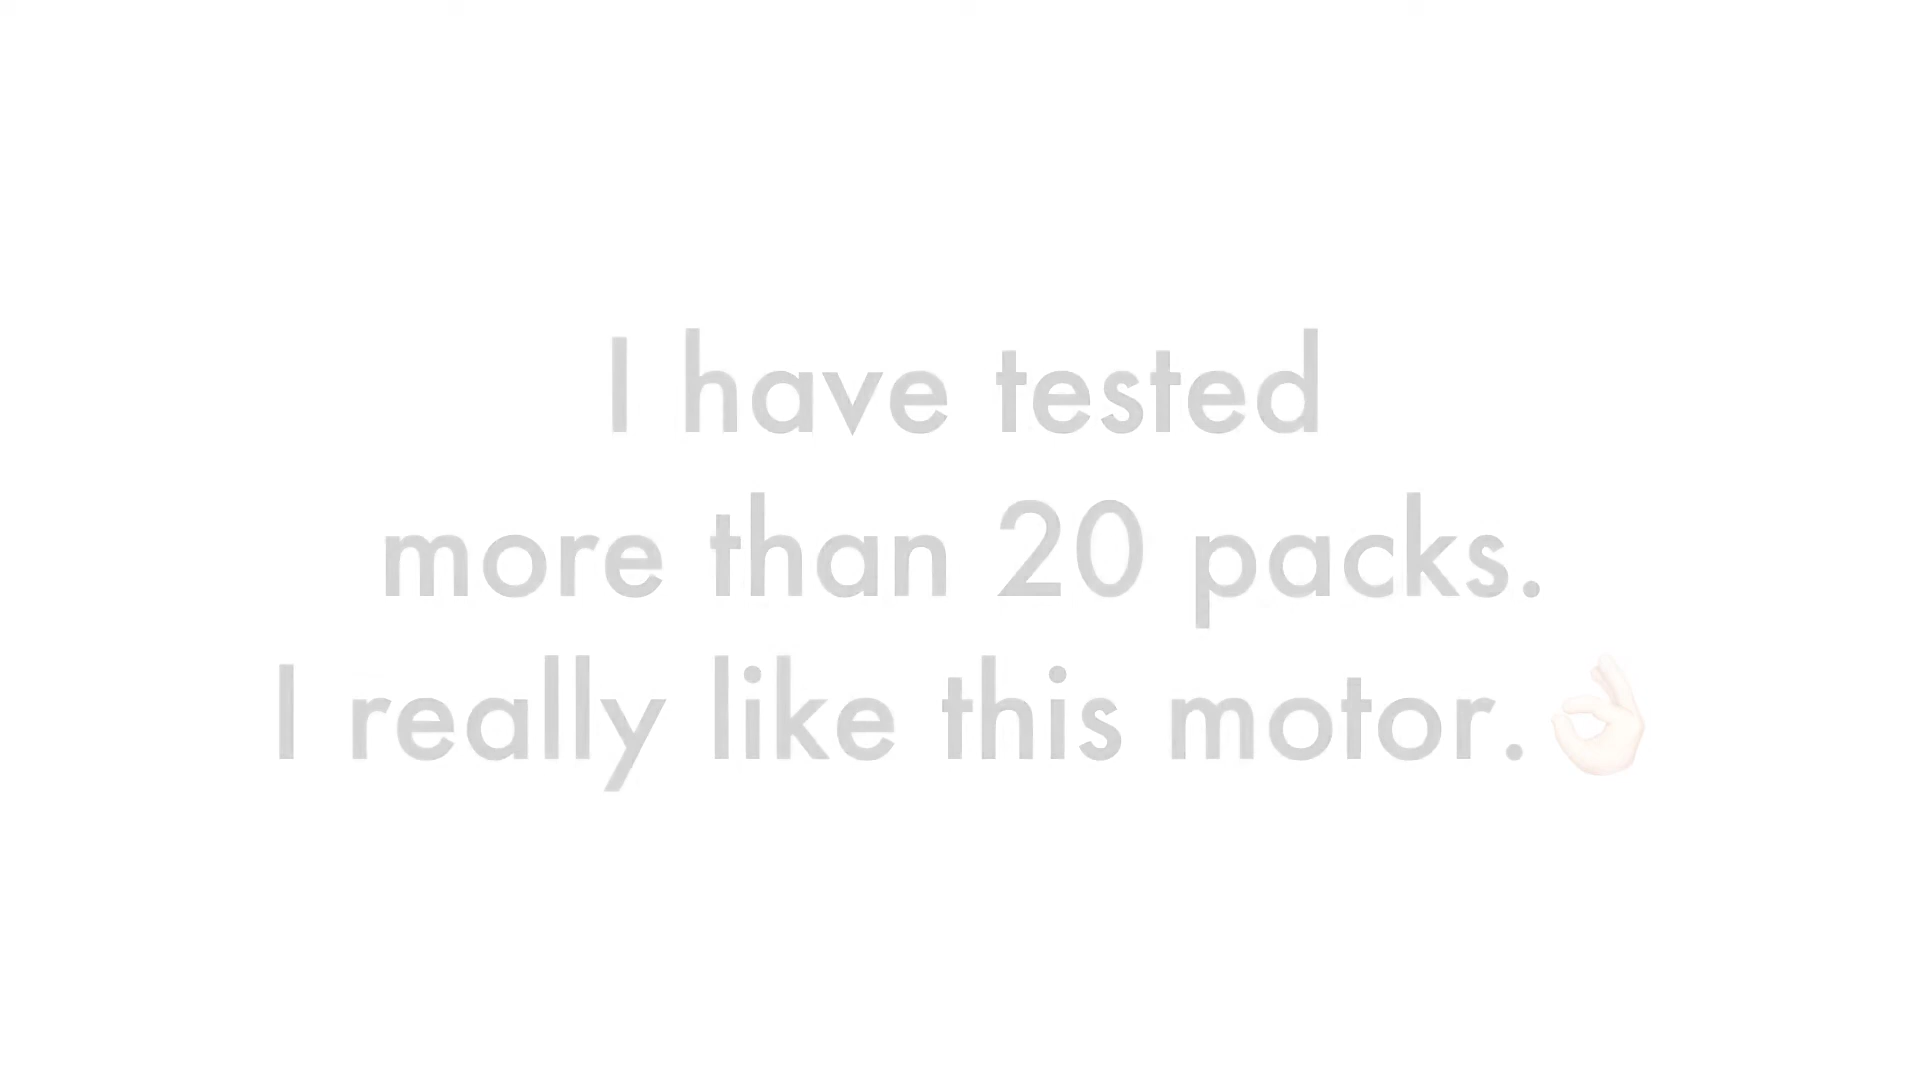 I have tested
more than 20 packs.
I really like this motor.👌🏻